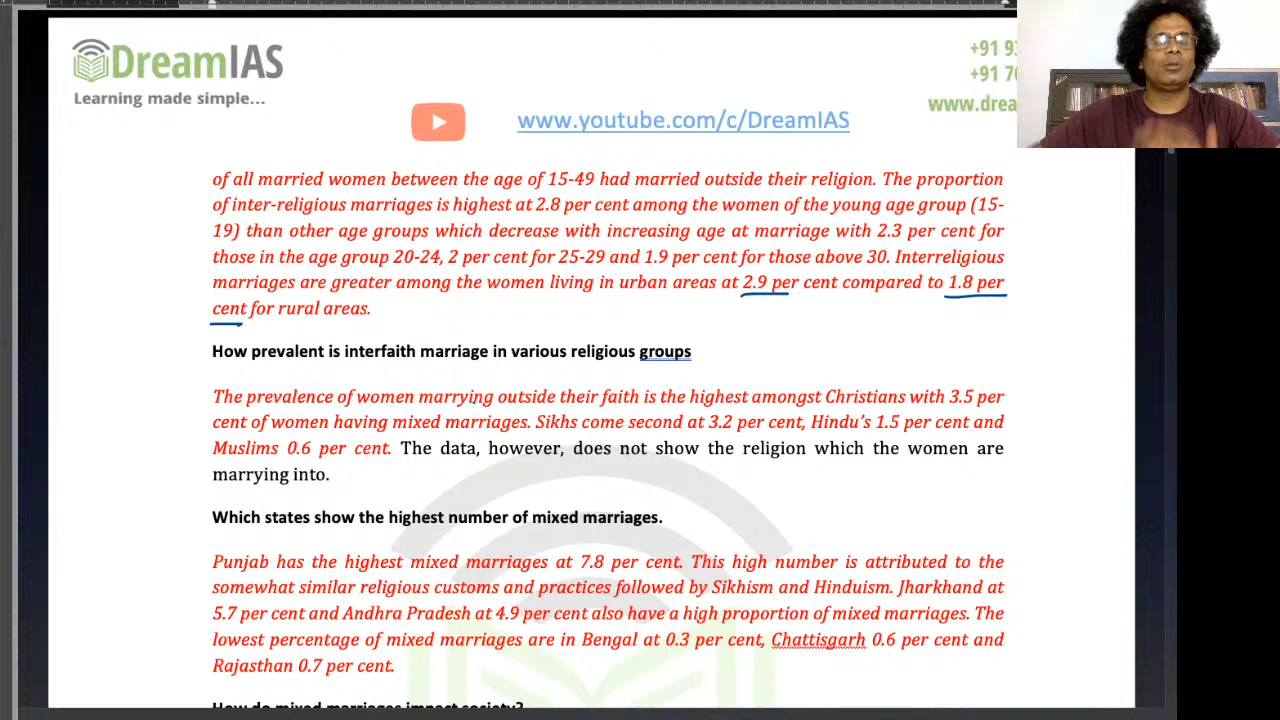 DreamIAS
Learning made simple...
+91 93
+91 70
www.drea
www.youtube.com/c/DreamIAS
of all married women between the age of 15-49 had married outside their religion. The proportion
of inter-religious marriages is highest at 2.8 per cent among the women of the young age group (15-
19) than other age groups which decrease with increasing age at marriage with 2.3 per cent for
those in the age group 20-24, 2 per cent for 25-29 and 1.9 per cent for those above 30. Interreligious
marriages are greater among the women living in urban areas at 2.9 per cent compared to 1.8 per
cent for rural areas.
How prevalent is interfaith marriage in various religious groups
The prevalence of women marrying outside their faith is the highest amongst Christians with 3.5 per
cent of women having mixed marriages. Sikhs come second at 3.2 per cent, Hindu's 1.5 per cent and
Muslims 0.6 per cent. The data, however, does not show the religion which the women are
marrying into.
Which states show the highest number of mixed marriages.
Punjab has the highest mixed marriages at 7.8 per cent. This high number is attributed to the
somewhat similar religious customs and practices followed by Sikhism and Hinduism. Jharkhand at
5.7 per cent and Andhra Pradesh at 4.9 per cent also have a high proportion of mixed marriages. The
lowest percentage of mixed marriages are in Bengal at 0.3 per cent, Chattisgarh 0.6 per cent and
Rajasthan 0.7 per cent.
How do mixed marriages impact society?